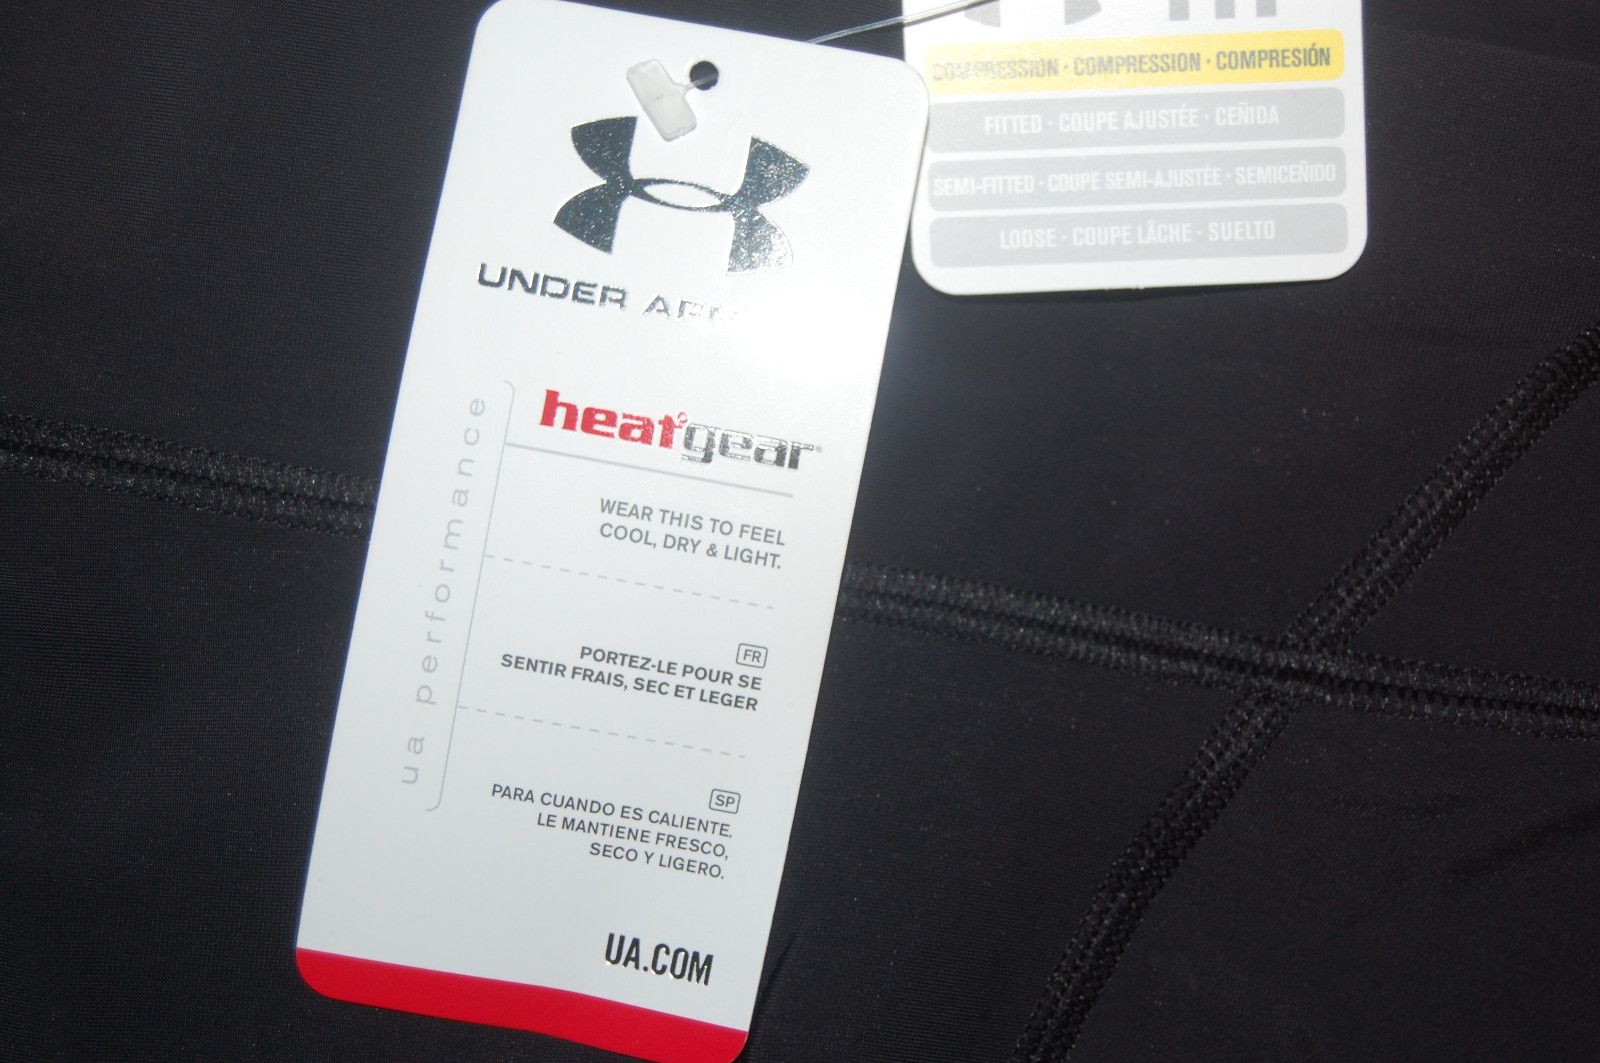 UNDER
heat°gear®
ua performance
WEAR THIS TO FEEL
COOL, DRY & LIGHT.
FR
PORTEZ-LE POUR SE
SENTIR FRAIS, SEC ET LEGER
SP
PARA CUANDO ES CALIENTE.
LE MANTIENE FRESCO,
SECO Y LIGERO.
UA.COM
COMPRESSION · COMPRESSION · COMPRESIÓN
FITTED · COUPE AJUSTÉE · CEÑIDA
SEMI-FITTED · COUPE SEMI-AJUSTÉE · SEMICEÑIDO
LOOSE · COUPE LÂCHE · SUELTO